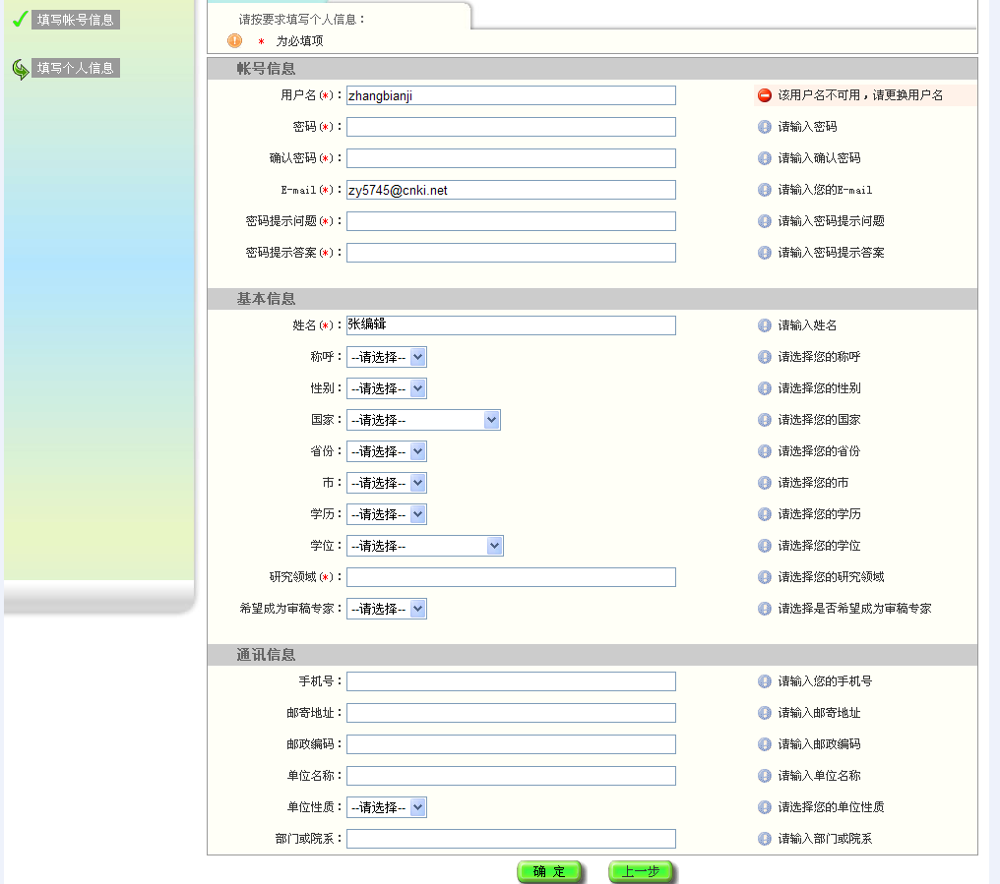 填写帐号信息
填写个人信息
请按要求填写个人信息：
* 为必填项
帐号信息
用户名(*)： zhangbianji 该用户名不可用，请更换用户名
密码(*)： 请输入密码
确认密码(*)： 请输入确认密码
E-mail(*)： zy5745@cnki.net 请输入您的E-mail
密码提示问题(*)： 请输入密码提示问题
密码提示答案(*)： 请输入密码提示答案
基本信息
姓名(*)： 张编辑 请输入姓名
称呼： --请选择-- 请选择您的称呼
性别： --请选择-- 请选择您的性别
国家： --请选择-- 请选择您的国家
省份： --请选择-- 请选择您的省份
市： --请选择-- 请选择您的市
学历： --请选择-- 请选择您的学历
学位： --请选择-- 请选择您的学位
研究领域(*)： 请选择您的研究领域
希望成为审稿专家： --请选择-- 请选择是否希望成为审稿专家
通讯信息
手机号： 请输入您的手机号
邮寄地址： 请输入邮寄地址
邮政编码： 请输入邮政编码
单位名称： 请输入单位名称
单位性质： --请选择-- 请选择您的单位性质
部门或院系： 请输入部门或院系
确 定 上一步